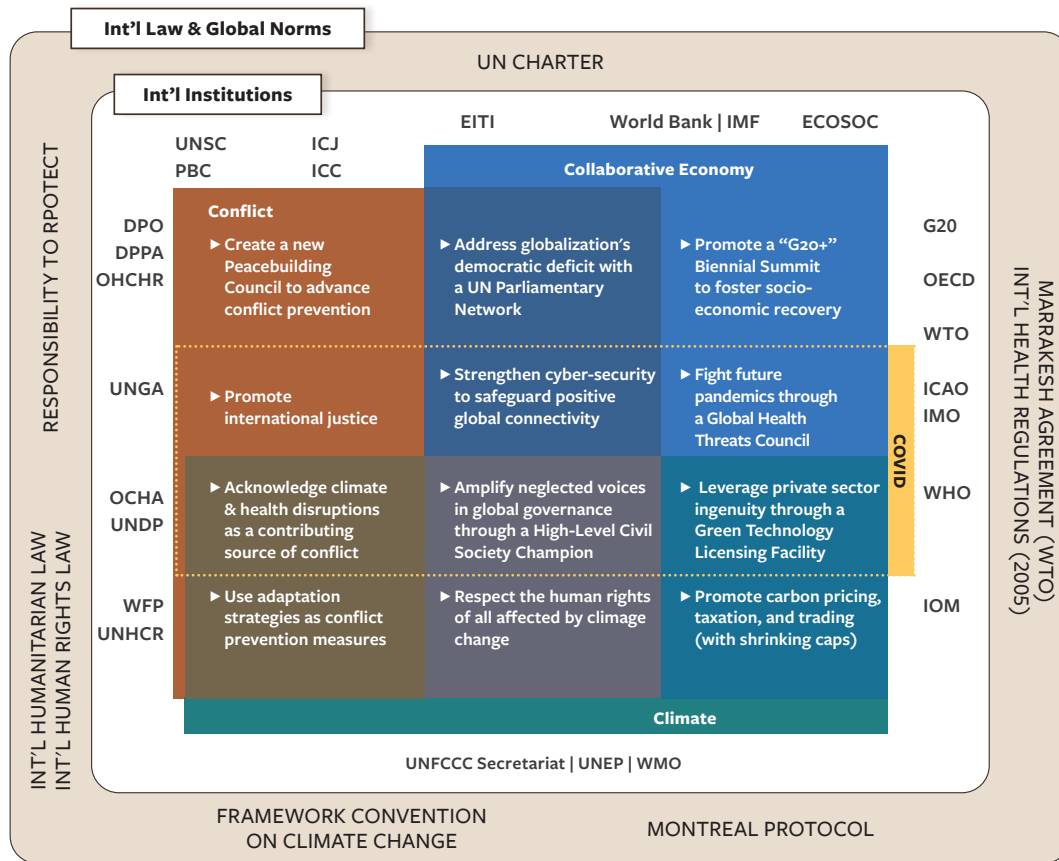 Int'l Law & Global Norms
UN CHARTER
Int'l Institutions
EITI
World Bank | IMF
ECOSOC
UNSC
ICJ
PBC
ICC
Collaborative Economy
RESPONSIBILITY TO RPOTECT
INT'L HUMANITARIAN LAW
INT'L HUMAN RIGHTS LAW
DPO
DPPA
OHCHR
UNGA
OCHA
UNDP
WFP
UNHCR
Conflict
► Create a new
Peacebuilding
Council to advance
conflict prevention
► Address globalization's
democratic deficit with
a UN Parliamentary
Network
► Promote a “G20+”
Biennial Summit
to foster socio-
economic recovery
► Promote
international justice
► Strengthen cyber-security
to safeguard positive
global connectivity
► Fight future
pandemics through
a Global Health
Threats Council
► Acknowledge climate
& health disruptions
as a contributing
source of conflict
► Amplify neglected voices
in global governance
through a High-Level Civil
Society Champion
► Leverage private sector
ingenuity through a
Green Technology
Licensing Facility
► Use adaptation
strategies as conflict
prevention measures
► Respect the human rights
of all affected by climage
change
► Promote carbon pricing,
taxation, and trading
(with shrinking caps)
Climate
COVID
G20
OECD
WTO
ICAO
IMO
WHO
IOM
MARRAKESH AGREEMENT (WTO)
INT'L HEALTH REGULATIONS (2005)
UNFCCC Secretariat | UNEP | WMO
FRAMEWORK CONVENTION
ON CLIMATE CHANGE
MONTREAL PROTOCOL